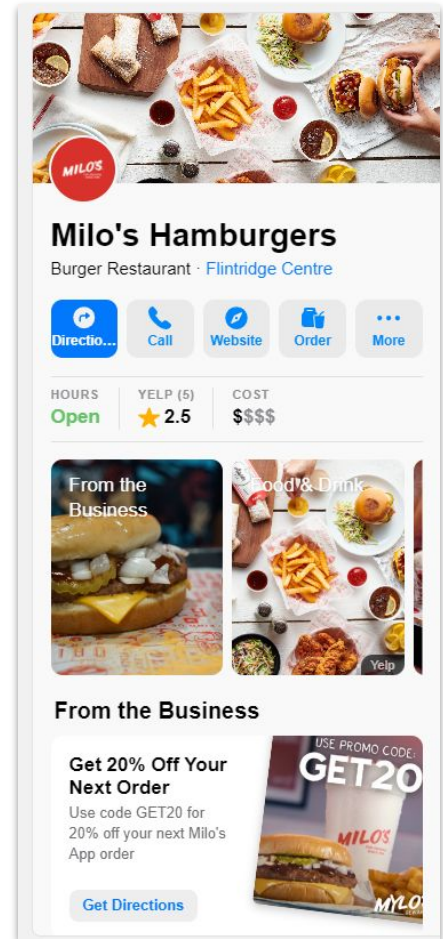 MILO'S
Milo's Hamburgers
Burger Restaurant · Flintridge Centre
Directio...
Call
Website
Order
More
HOURS
YELP (5)
COST
Open
2.5
$$$$
From the
Business
Food & Drink
Yelp
From the Business
Get 20% Off Your
Next Order
Use code GET20 for
20% off your next Milo's
App order
Get Directions
USE PROMO CODE:
GET20
MILO'S
MYLO